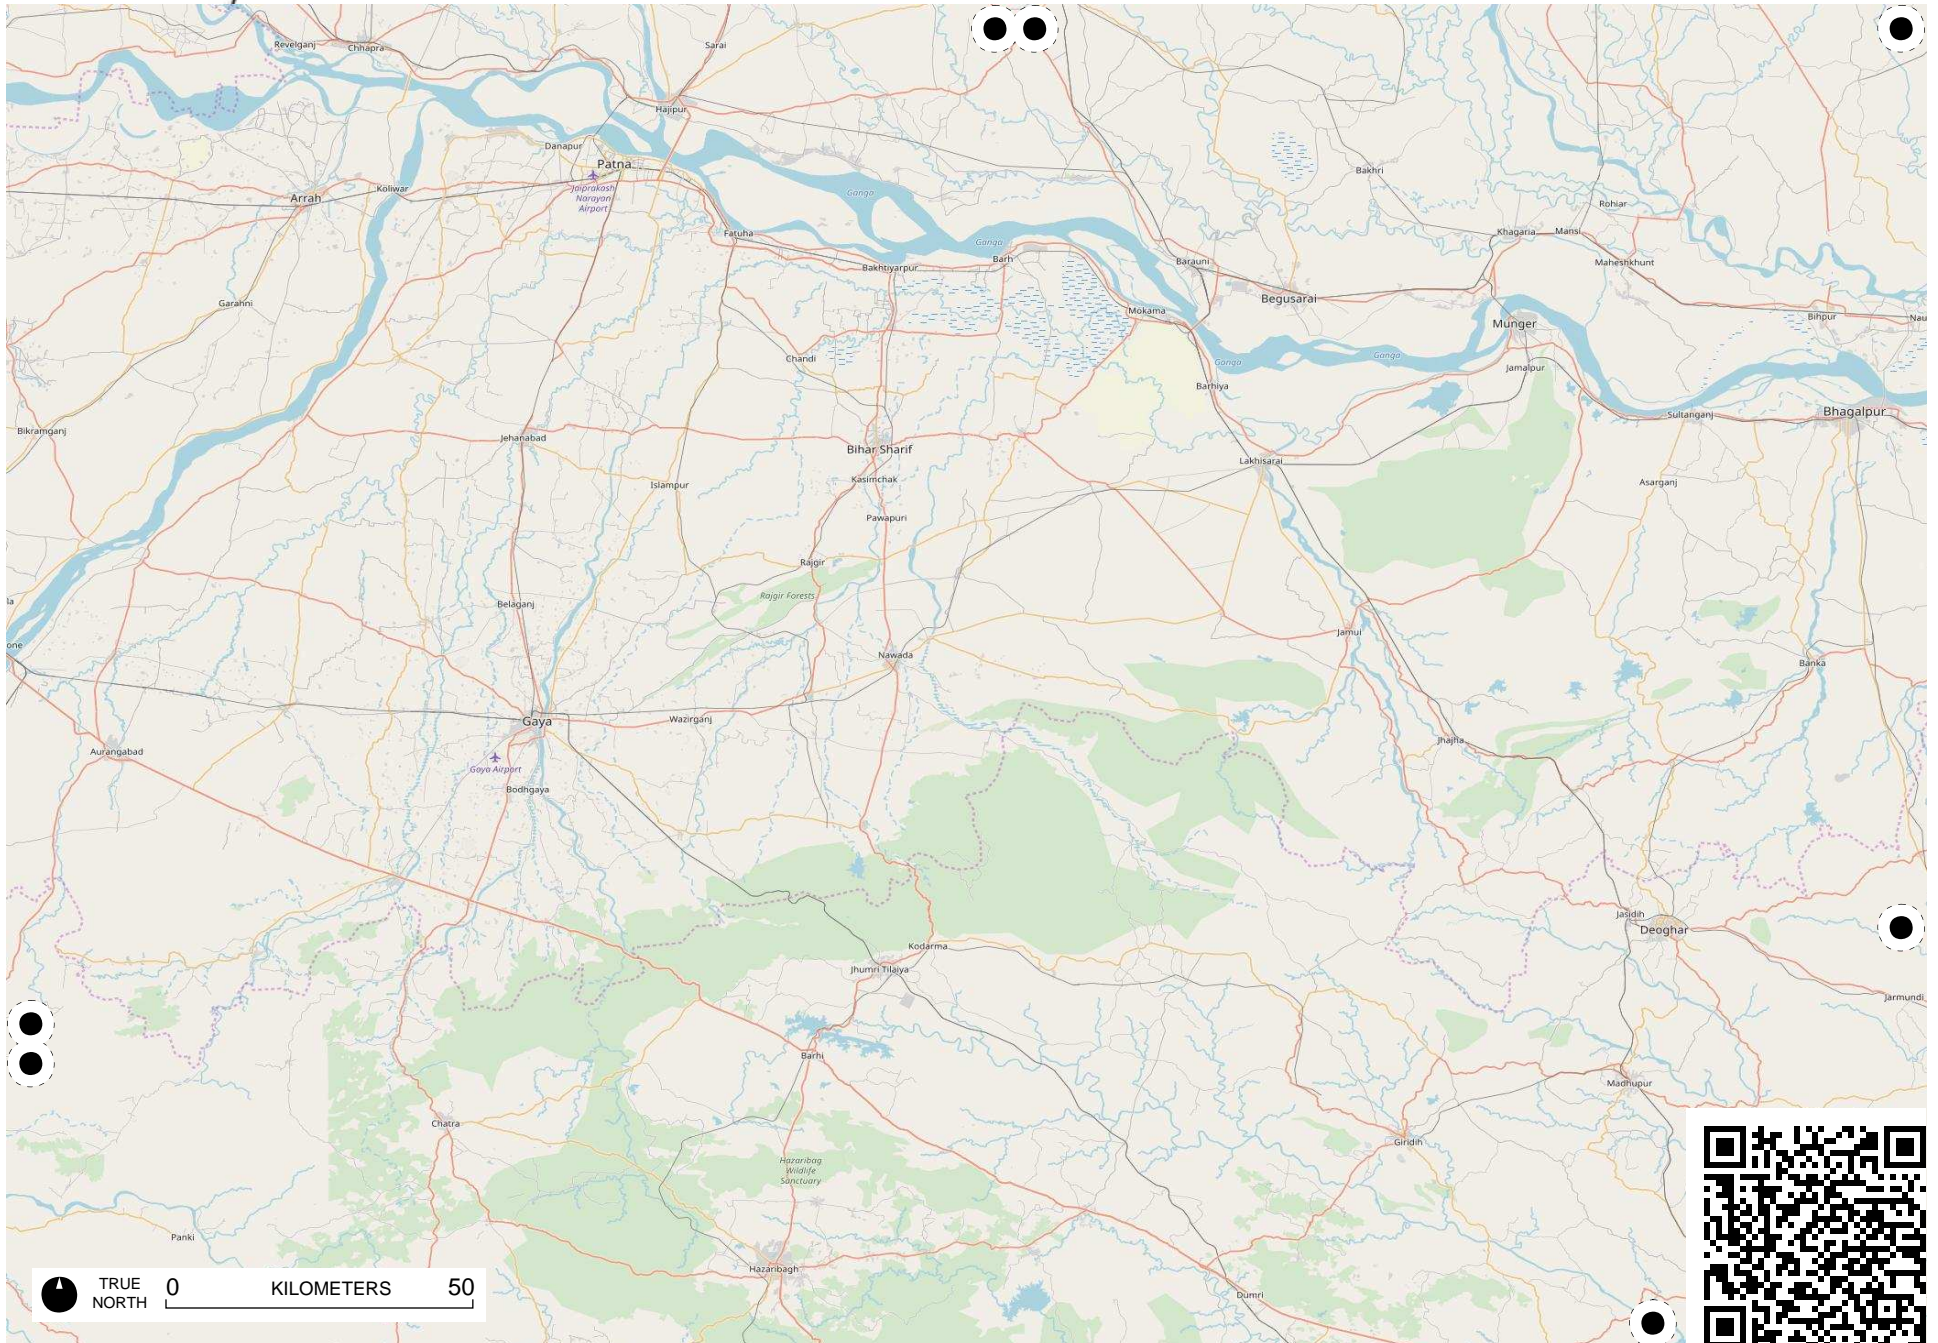 Revelganj
Chhapra
Sarai
Hajipur
Danapur
Patna
Jaiprakash
Narayan
Airport
Koliwar
Arrah
Ganga
Bakhri
Rohiar
Fatuha
Ganga
Khagaria
Mansi
Bakhtiyarpur
Barh
Barauni
Maheshkhunt
Garahni
Begusarai
Mokama
Munger
Bihpur
Nau
Chandi
Ganga
Ganga
Jamalpur
Barhiya
Bikramganj
Jehanabad
Sultanganj
Bhagalpur
Bihar Sharif
Lakhisarai
Kasimchak
Islampur
Asarganj
Pawapuri
Rajgir
Rajgir Forests
la
Belaganj
Jamui
one
Nawada
Banka
Gaya
Wazirganj
Aurangabad
Jhajha
Gaya Airport
Bodhgaya
Jasidih
Deoghar
Kodarma
Jhumri Tilaiya
Jarmundi
Barhi
Madhupur
Chatra
Giridih
Hazaribag
Wildlife
Sanctuary
Panki
Hazaribagh
Dumri
TRUE
NORTH
0 KILOMETERS 50